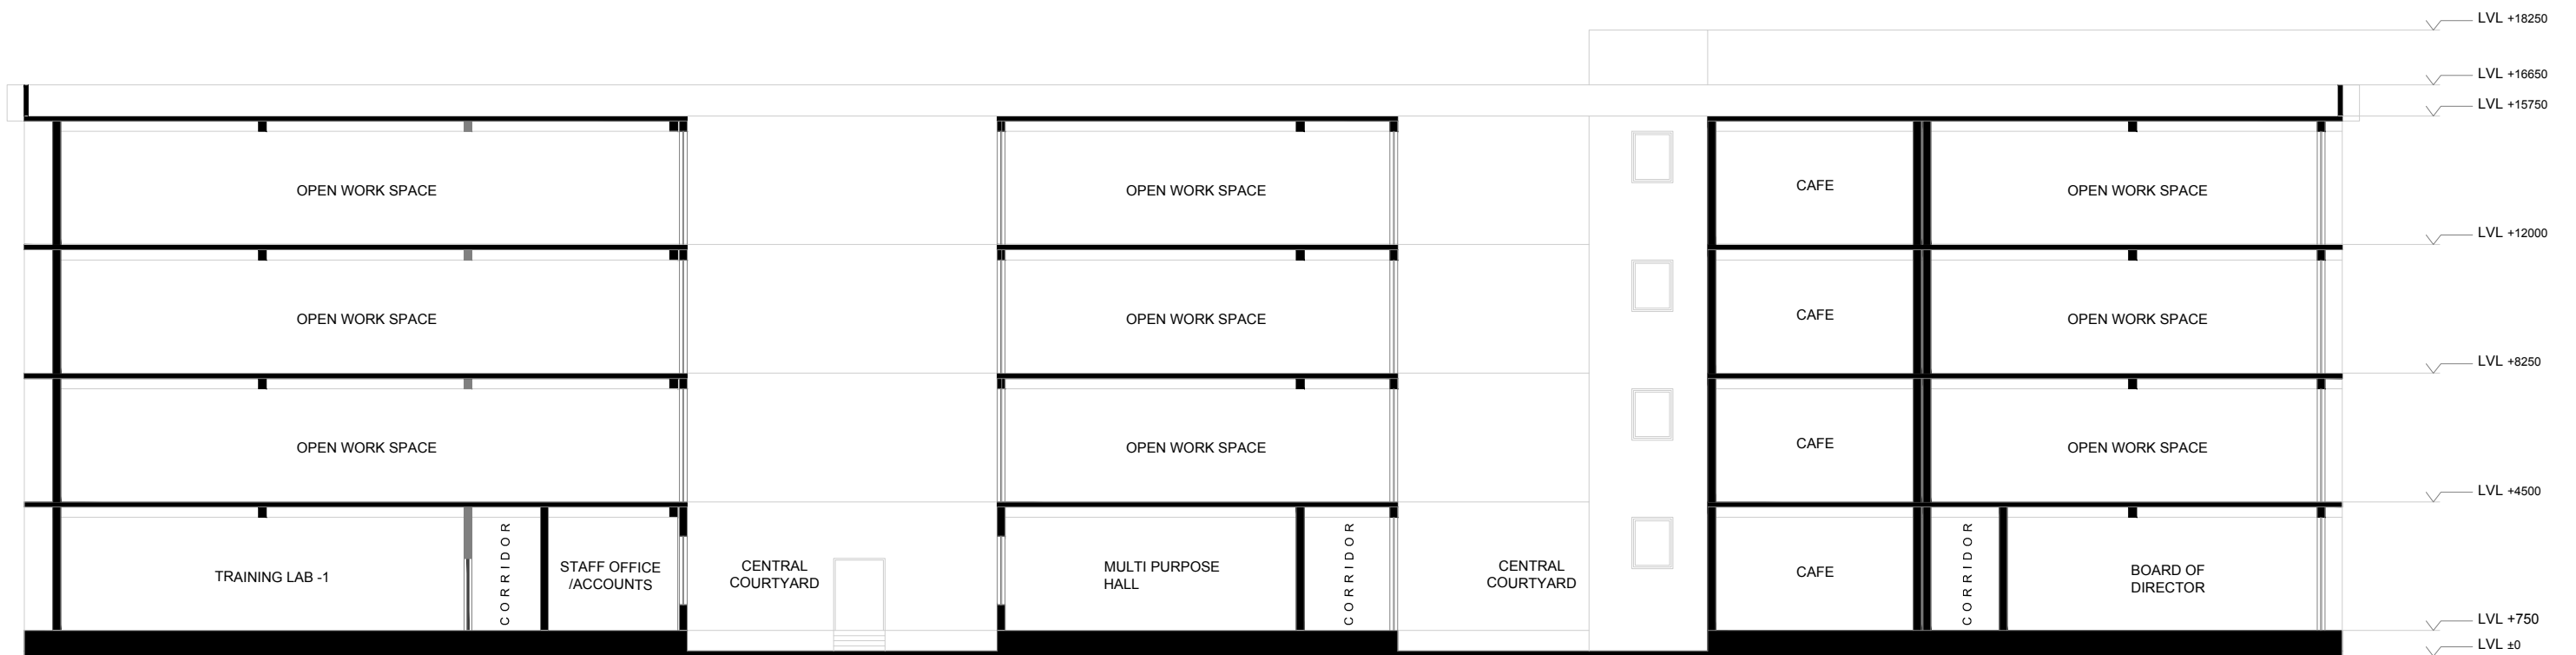 LVL +18250
LVL +16650
LVL +15750
OPEN WORK SPACE
OPEN WORK SPACE
CAFE
OPEN WORK SPACE
LVL +12000
OPEN WORK SPACE
OPEN WORK SPACE
CAFE
OPEN WORK SPACE
LVL +8250
OPEN WORK SPACE
OPEN WORK SPACE
CAFE
OPEN WORK SPACE
LVL +4500
TRAINING LAB -1
CORRIDOR
STAFF OFFICE
/ACCOUNTS
CENTRAL
COURTYARD
MULTI PURPOSE
HALL
CORRIDOR
CENTRAL
COURTYARD
CAFE
CORRIDOR
BOARD OF
DIRECTOR
LVL +750
LVL ±0